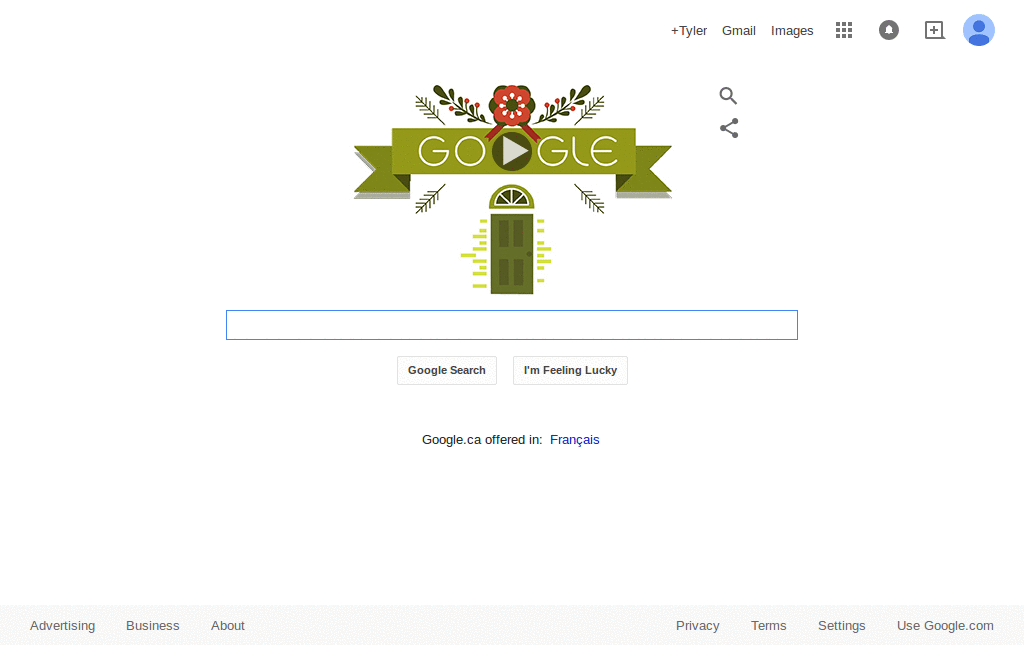 +Tyler Gmail Images
GOOGLE
Google Search I'm Feeling Lucky
Google.ca offered in: Français
Advertising Business About Privacy Terms Settings Use Google.com